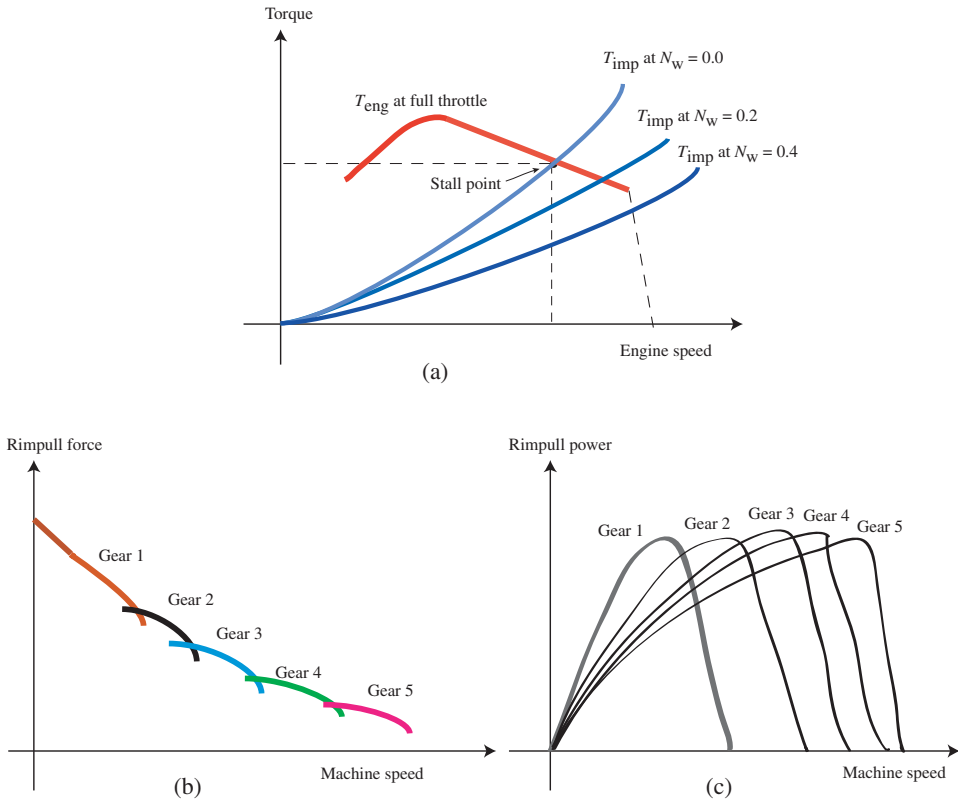 Torque
T_imp at N_w = 0.0
T_eng at full throttle
T_imp at N_w = 0.2
T_imp at N_w = 0.4
Stall point
Engine speed
(a)
Rimpull force
Gear 1
Gear 2
Gear 3
Gear 4
Gear 5
Machine speed
(b)
Rimpull power
Gear 1
Gear 2
Gear 3
Gear 4
Gear 5
Machine speed
(c)